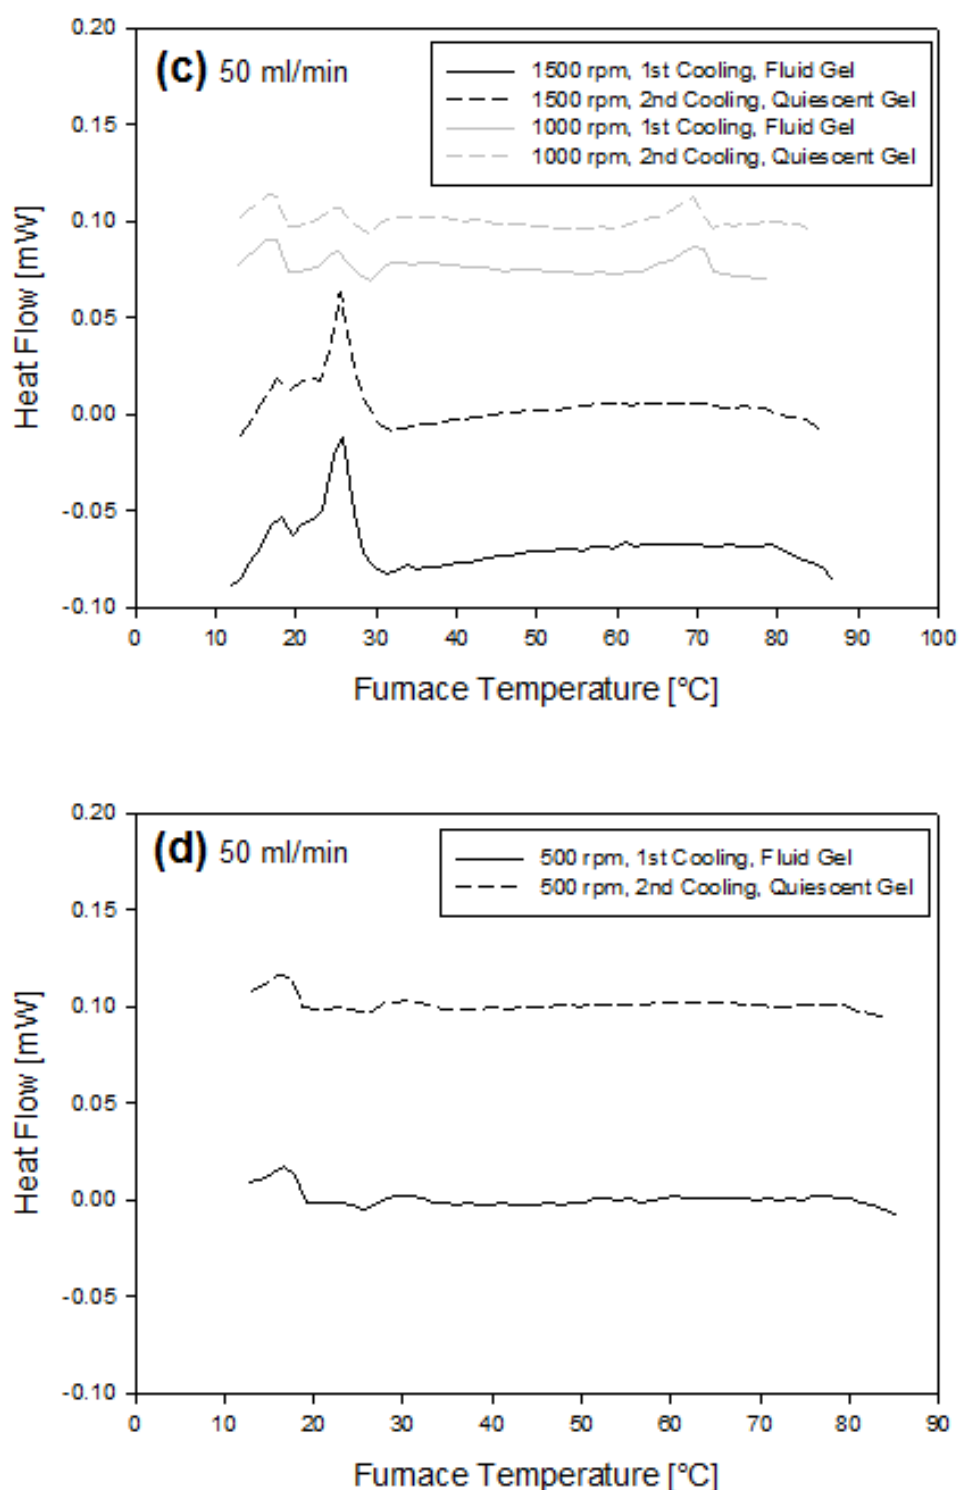 (c) 50 ml/min
1500 rpm, 1st Cooling, Fluid Gel
1500 rpm, 2nd Cooling, Quiescent Gel
1000 rpm, 1st Cooling, Fluid Gel
1000 rpm, 2nd Cooling, Quiescent Gel
Heat Flow [mW]
0.20
0.15
0.10
0.05
0.00
-0.05
-0.10
0 10 20 30 40 50 60 70 80 90 100
Furnace Temperature [°C]
(d) 50 ml/min
500 rpm, 1st Cooling, Fluid Gel
500 rpm, 2nd Cooling, Quiescent Gel
Heat Flow [mW]
0.20
0.15
0.10
0.05
0.00
-0.05
-0.10
0 10 20 30 40 50 60 70 80 90
Furnace Temperature [°C]